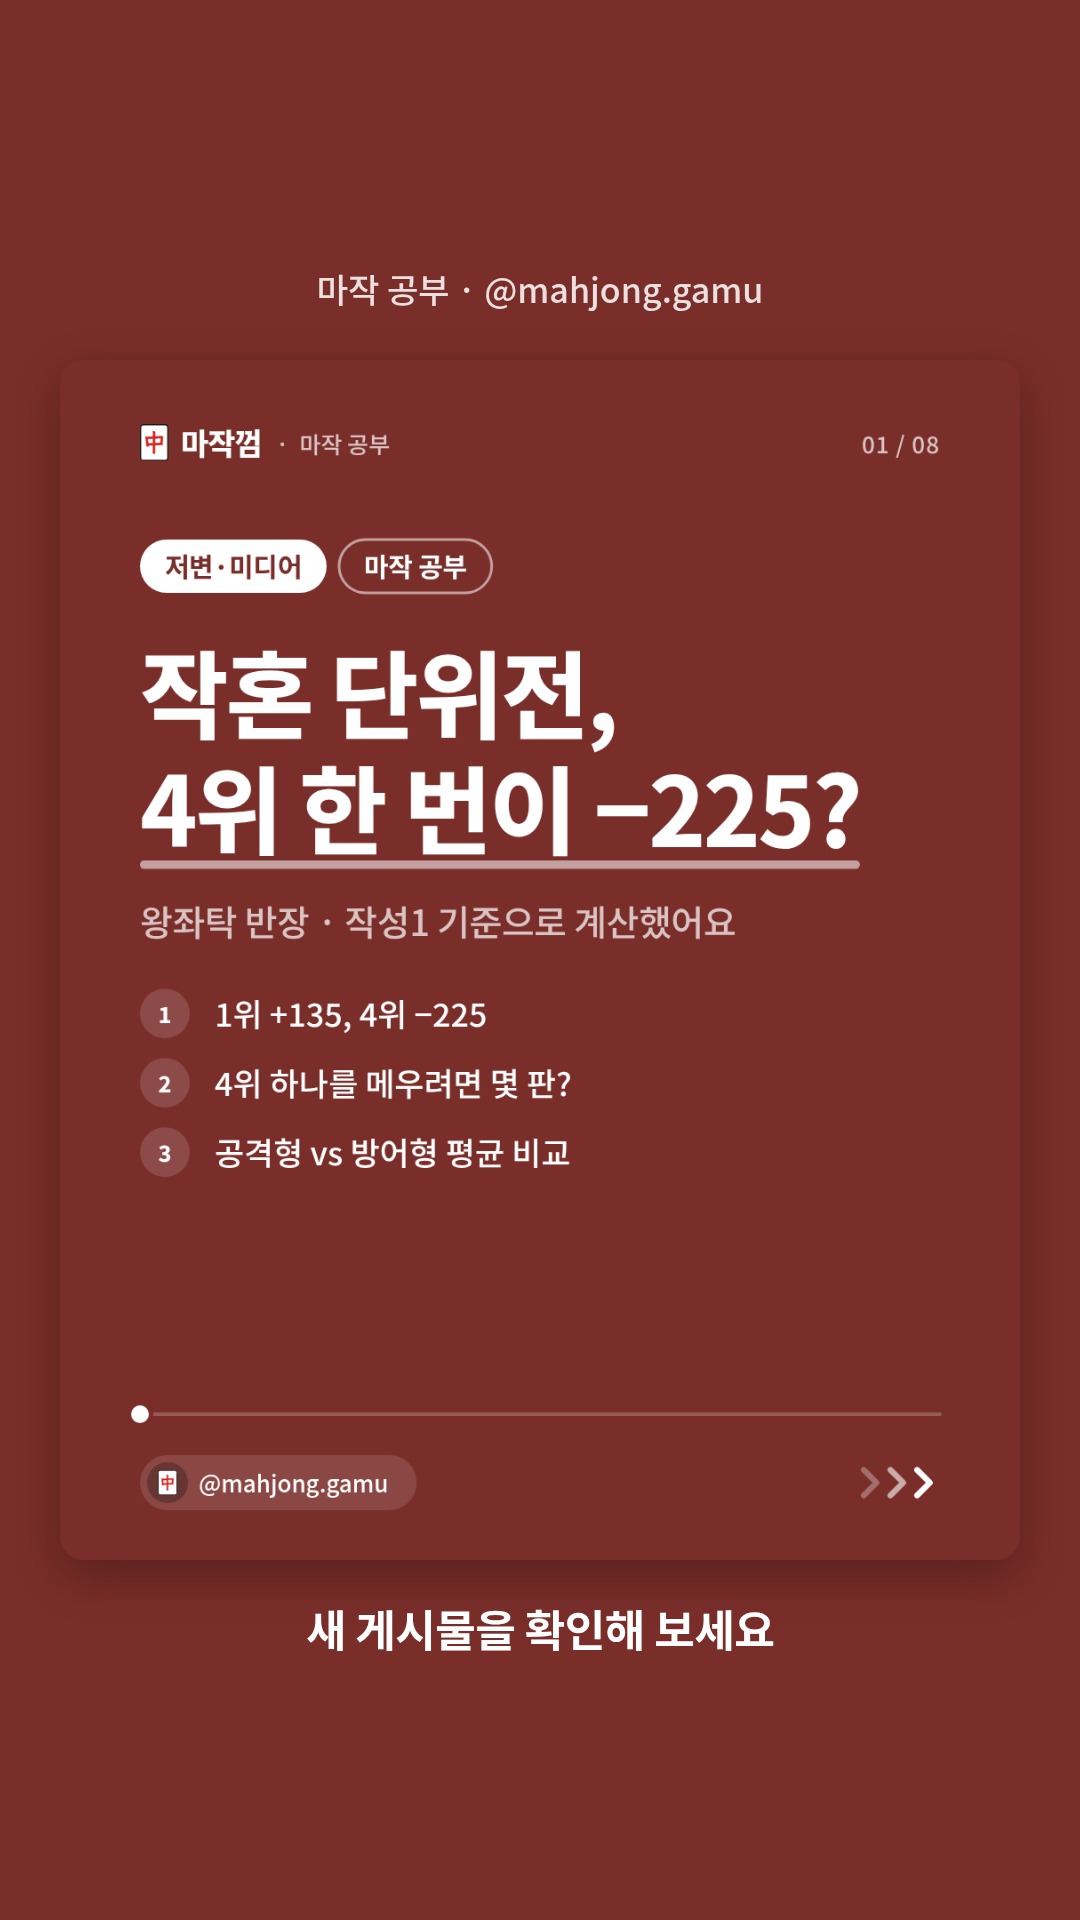 마작 공부 · @mahjong.gamu
中 마작껌 · 마작 공부
01 / 08
저변·미디어 마작 공부
작혼 단위전,
4위 한 번이 −225?
왕좌탁 반장 · 작성1 기준으로 계산했어요
1 1위 +135, 4위 −225
2 4위 하나를 메우려면 몇 판?
3 공격형 vs 방어형 평균 비교
中 @mahjong.gamu
새 게시물을 확인해 보세요